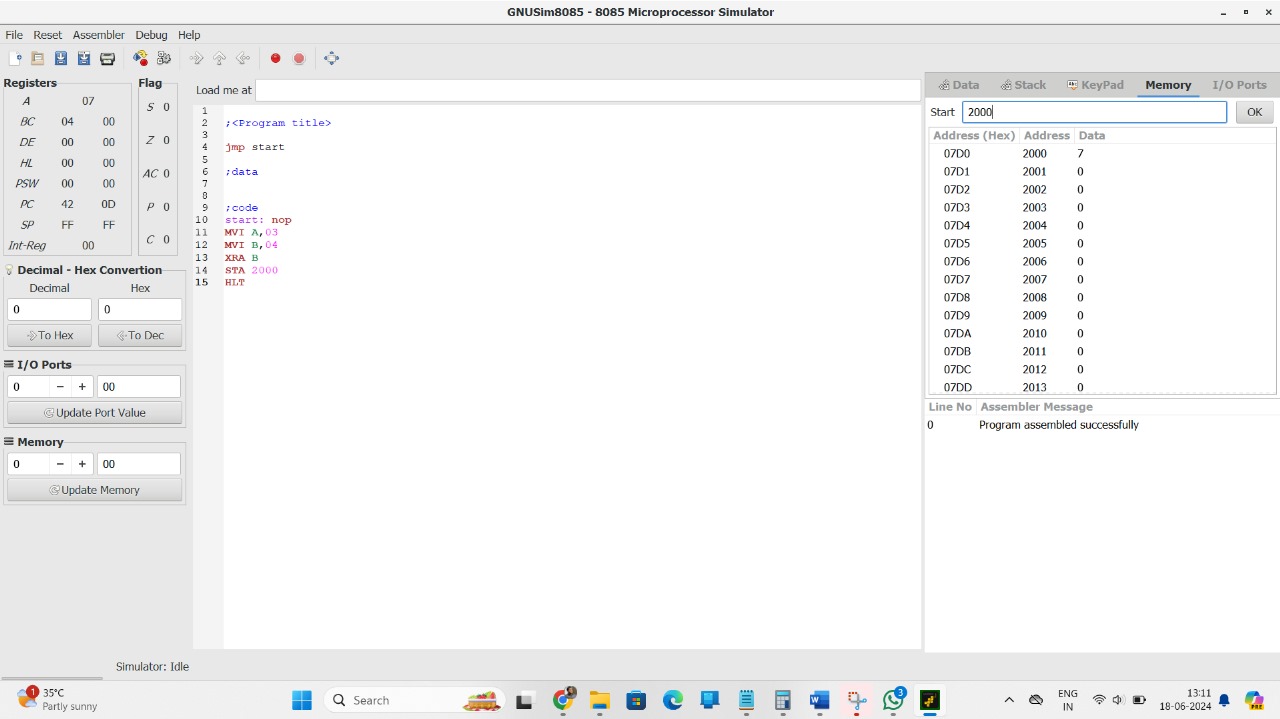 GNUSim8085 - 8085 Microprocessor Simulator
File Reset Assembler Debug Help
Registers
A 07
BC 04 00
DE 00 00
HL 00 00
PSW 00 00
PC 42 0D
SP FF FF
Int-Reg 00
Flag
S 0
Z 0
AC 0
P 0
C 0
Decimal - Hex Convertion
Decimal Hex
0 0
To Hex To Dec
I/O Ports
0 − + 00
Update Port Value
Memory
0 − + 00
Update Memory
Load me at
1
2 ;<Program title>
3
4 jmp start
5
6 ;data
7
8
9 ;code
10 start: nop
11 MVI A,03
12 MVI B,04
13 XRA B
14 STA 2000
15 HLT
Data Stack KeyPad Memory I/O Ports
Start 2000 OK
Address (Hex) Address Data
07D0 2000 7
07D1 2001 0
07D2 2002 0
07D3 2003 0
07D4 2004 0
07D5 2005 0
07D6 2006 0
07D7 2007 0
07D8 2008 0
07D9 2009 0
07DA 2010 0
07DB 2011 0
07DC 2012 0
07DD 2013 0
Line No Assembler Message
0 Program assembled successfully
Simulator: Idle
1
35°C
Partly sunny
Search
3
ENG
IN
13:11
18-06-2024
PRE